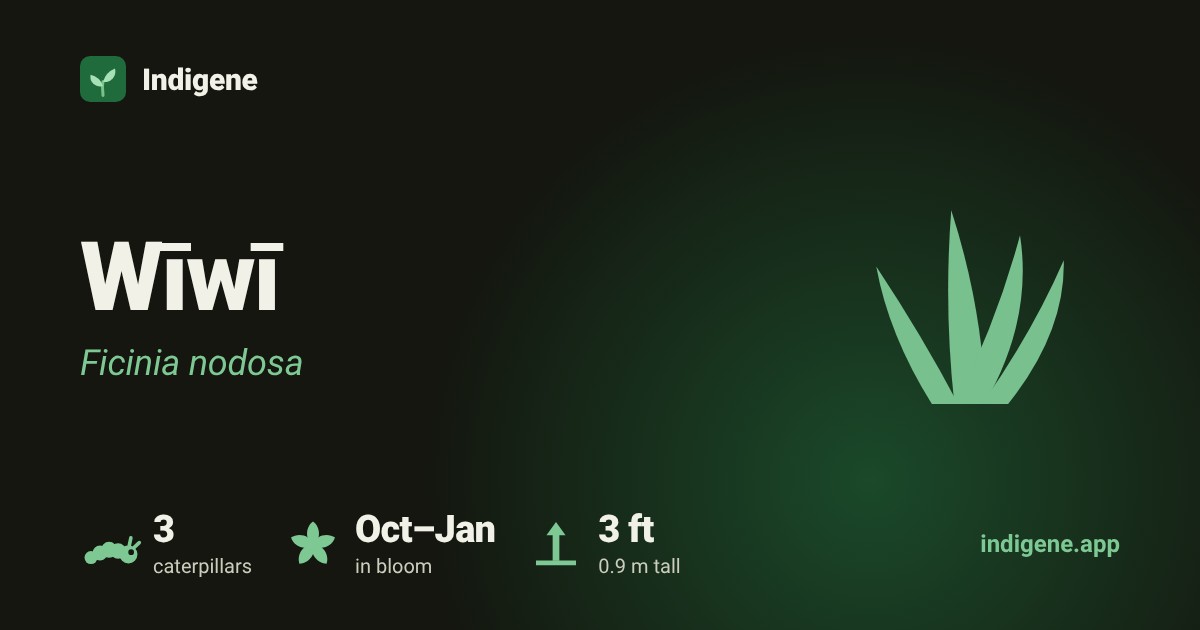 Indigene
Wīwī
Ficinia nodosa
3
caterpillars
Oct–Jan
in bloom
3 ft
0.9 m tall
indigene.app